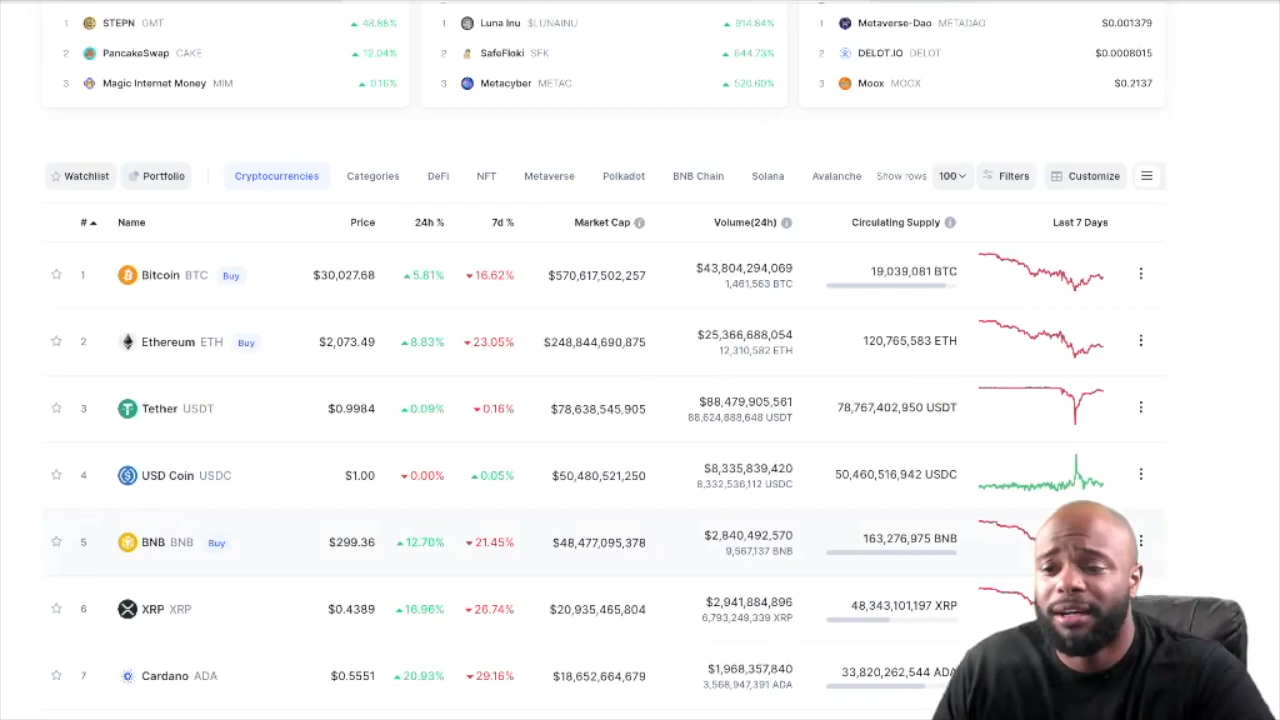 1 STEPN GMT 48.88%
2 PancakeSwap CAKE 12.04%
3 Magic Internet Money MIM 0.16%
1 Luna Inu $LUNAINU 914.84%
2 SafeFloki SFK 644.73%
3 Metacyber METAC 520.60%
1 Metaverse-Dao METADAO $0.001379
2 DELOT.IO DELOT $0.0008015
3 Moox MOOX $0.2137
Watchlist Portfolio Cryptocurrencies Categories DeFi NFT Metaverse Polkadot BNB Chain Solana Avalanche Show rows 100 Filters Customize
# Name Price 24h % 7d % Market Cap Volume(24h) Circulating Supply Last 7 Days
1 Bitcoin BTC Buy $30,027.68 5.81% 16.62% $570,617,502,257 $43,804,294,069 19,039,081 BTC
1,461,563 BTC
2 Ethereum ETH Buy $2,073.49 8.83% 23.05% $248,844,690,875 $25,366,688,054 120,765,583 ETH
12,310,582 ETH
3 Tether USDT $0.9984 0.09% 0.16% $78,638,545,905 $88,479,905,561 78,767,402,950 USDT
88,624,888,648 USDT
4 USD Coin USDC $1.00 0.00% 0.05% $50,480,521,250 $8,335,839,420 50,460,516,942 USDC
8,332,536,112 USDC
5 BNB BNB Buy $299.36 12.70% 21.45% $48,477,095,378 $2,840,492,570 163,276,975 BNB
9,567,137 BNB
6 XRP XRP $0.4389 16.96% 26.74% $20,935,465,804 $2,941,884,896 48,343,101,197 XRP
6,793,249,339 XRP
7 Cardano ADA $0.5551 20.93% 29.16% $18,652,664,679 $1,968,357,840 33,820,262,544 ADA
3,568,947,391 ADA